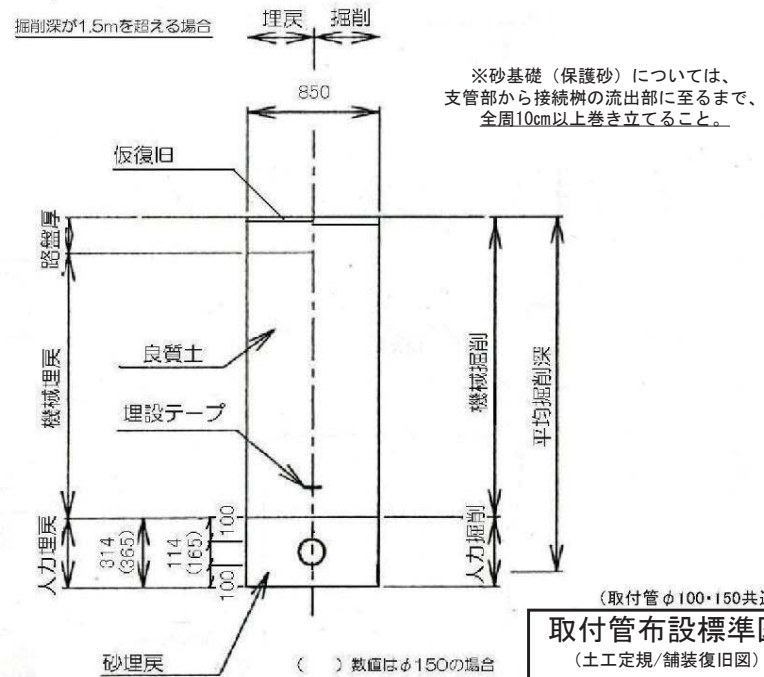 掘削深が1.5mを超える場合
埋戻
掘削
※砂基礎（保護砂）については、
支管部から接続桝の流出部に至るまで、
全周10cm以上巻き立てること。
850
仮復旧
路盤厚
良質土
機械埋戻
機械掘削
平均掘削深
埋設テープ
人力埋戻
314
(365)
114
(165)
100
100
人力掘削
砂埋戻
（　）数値はφ150の場合
（取付管φ100・150共通
取付管布設標準図
（土工定規/舗装復旧図）